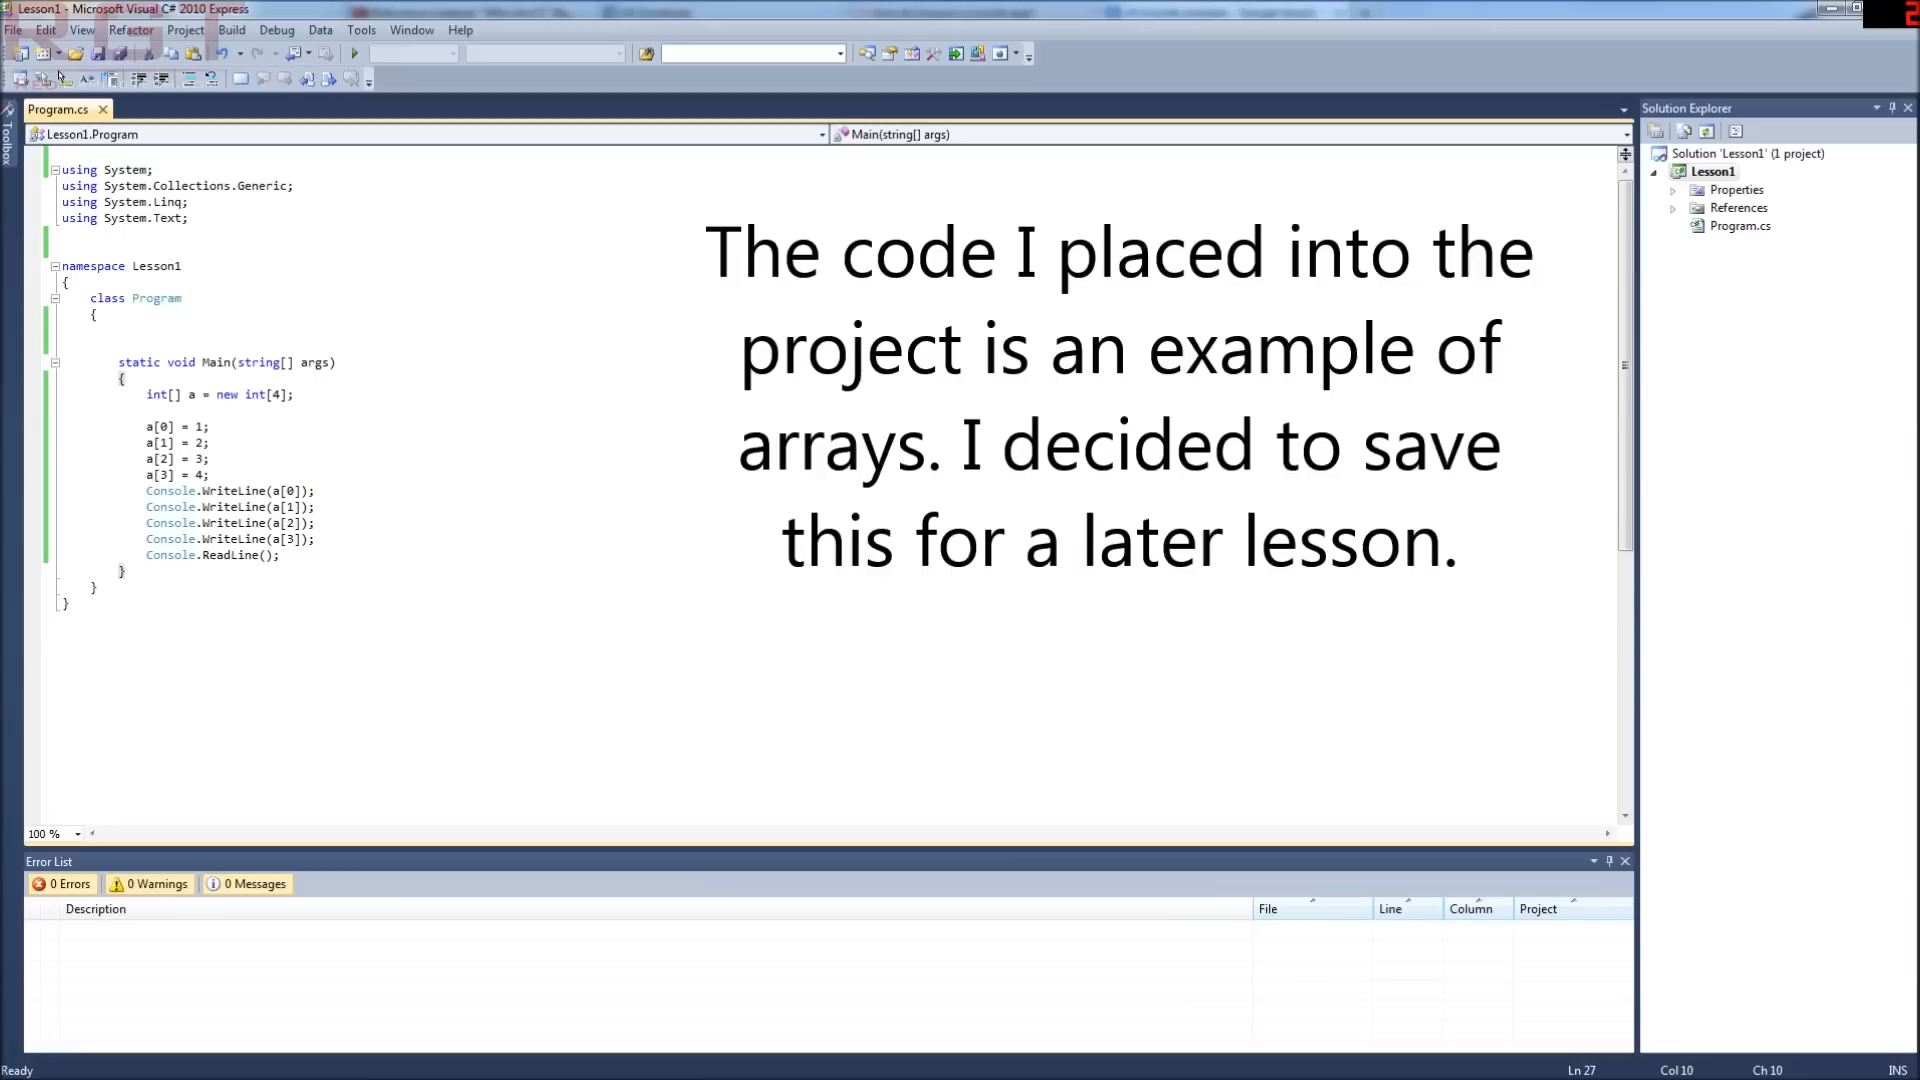 Lesson1 - Microsoft Visual C# 2010 Express
File Edit View Refactor Project Build Debug Data Tools Window Help
Toolbox
Program.cs
Lesson1.Program
Main(string[] args)
using System;
using System.Collections.Generic;
using System.Linq;
using System.Text;
namespace Lesson1
{
class Program
{
static void Main(string[] args)
{
int[] a = new int[4];
a[0] = 1;
a[1] = 2;
a[2] = 3;
a[3] = 4;
Console.WriteLine(a[0]);
Console.WriteLine(a[1]);
Console.WriteLine(a[2]);
Console.WriteLine(a[3]);
Console.ReadLine();
}
}
}
The code I placed into the
project is an example of
arrays. I decided to save
this for a later lesson.
Solution Explorer
Solution 'Lesson1' (1 project)
Lesson1
Properties
References
Program.cs
100 %
Error List
0 Errors 0 Warnings 0 Messages
Description File Line Column Project
Ready Ln 27 Col 10 Ch 10 INS